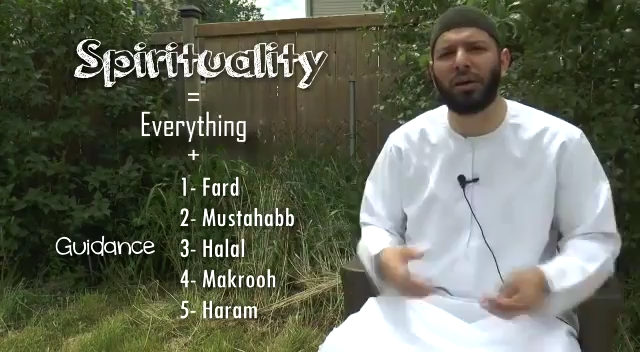 Spirituality
=
Everything
+
1- Fard
2- Mustahabb
Guidance 3- Halal
4- Makrooh
5- Haram